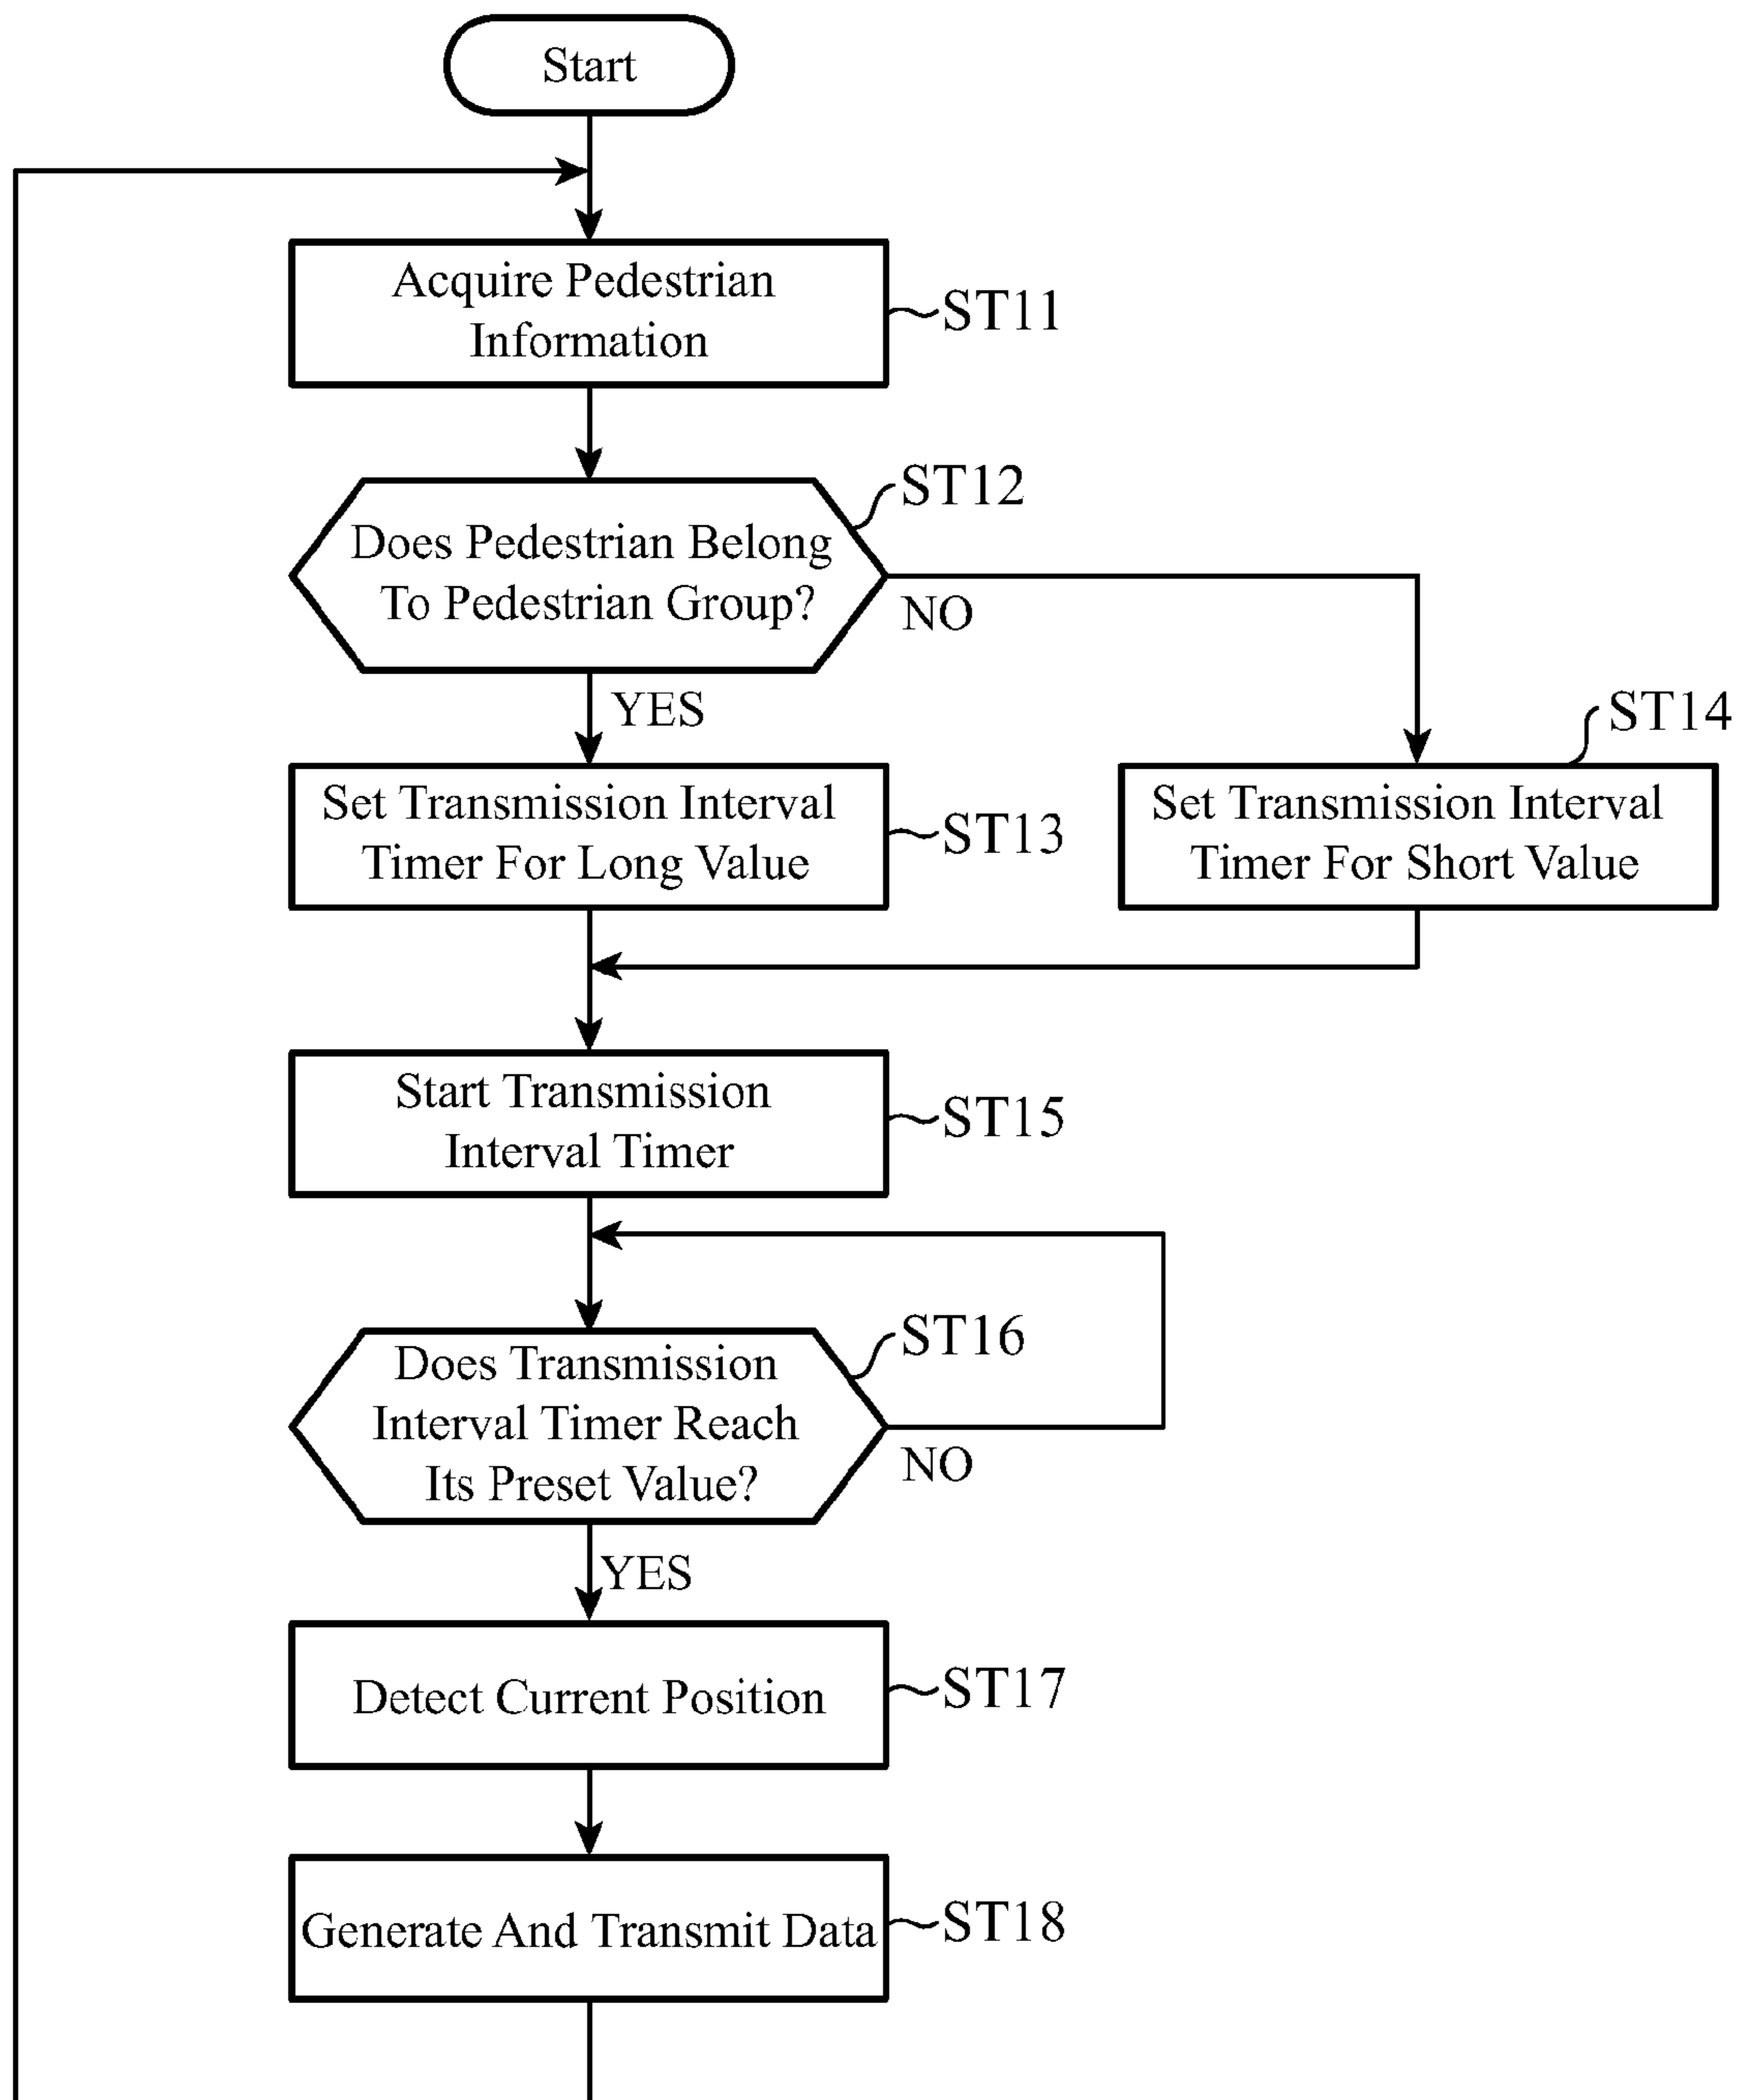 Start
Acquire Pedestrian
Information
ST11
ST12
Does Pedestrian Belong
To Pedestrian Group?
NO
YES
ST14
Set Transmission Interval
Timer For Long Value
ST13
Set Transmission Interval
Timer For Short Value
Start Transmission
Interval Timer
ST15
ST16
Does Transmission
Interval Timer Reach
Its Preset Value?
NO
YES
Detect Current Position
ST17
Generate And Transmit Data
ST18